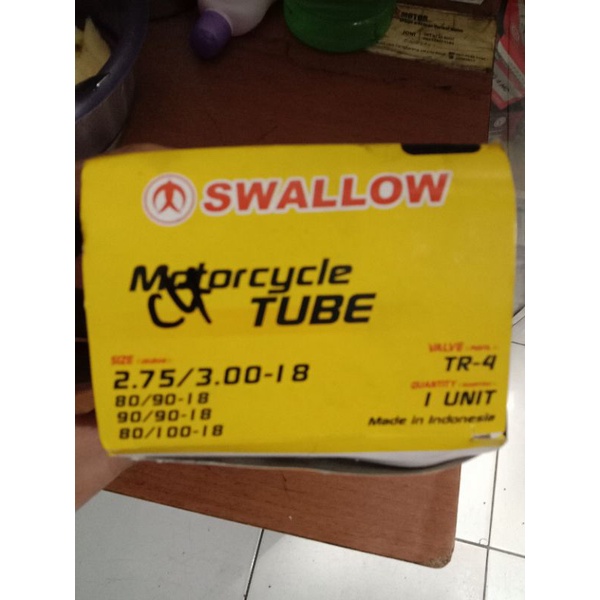 SWALLOW
Motorcycle
TUBE
SIZE
2.75/3.00-18
80/90-18
90/90-18
80/100-18
VALVE
TR-4
QUANTITY
1 UNIT
Made in Indonesia